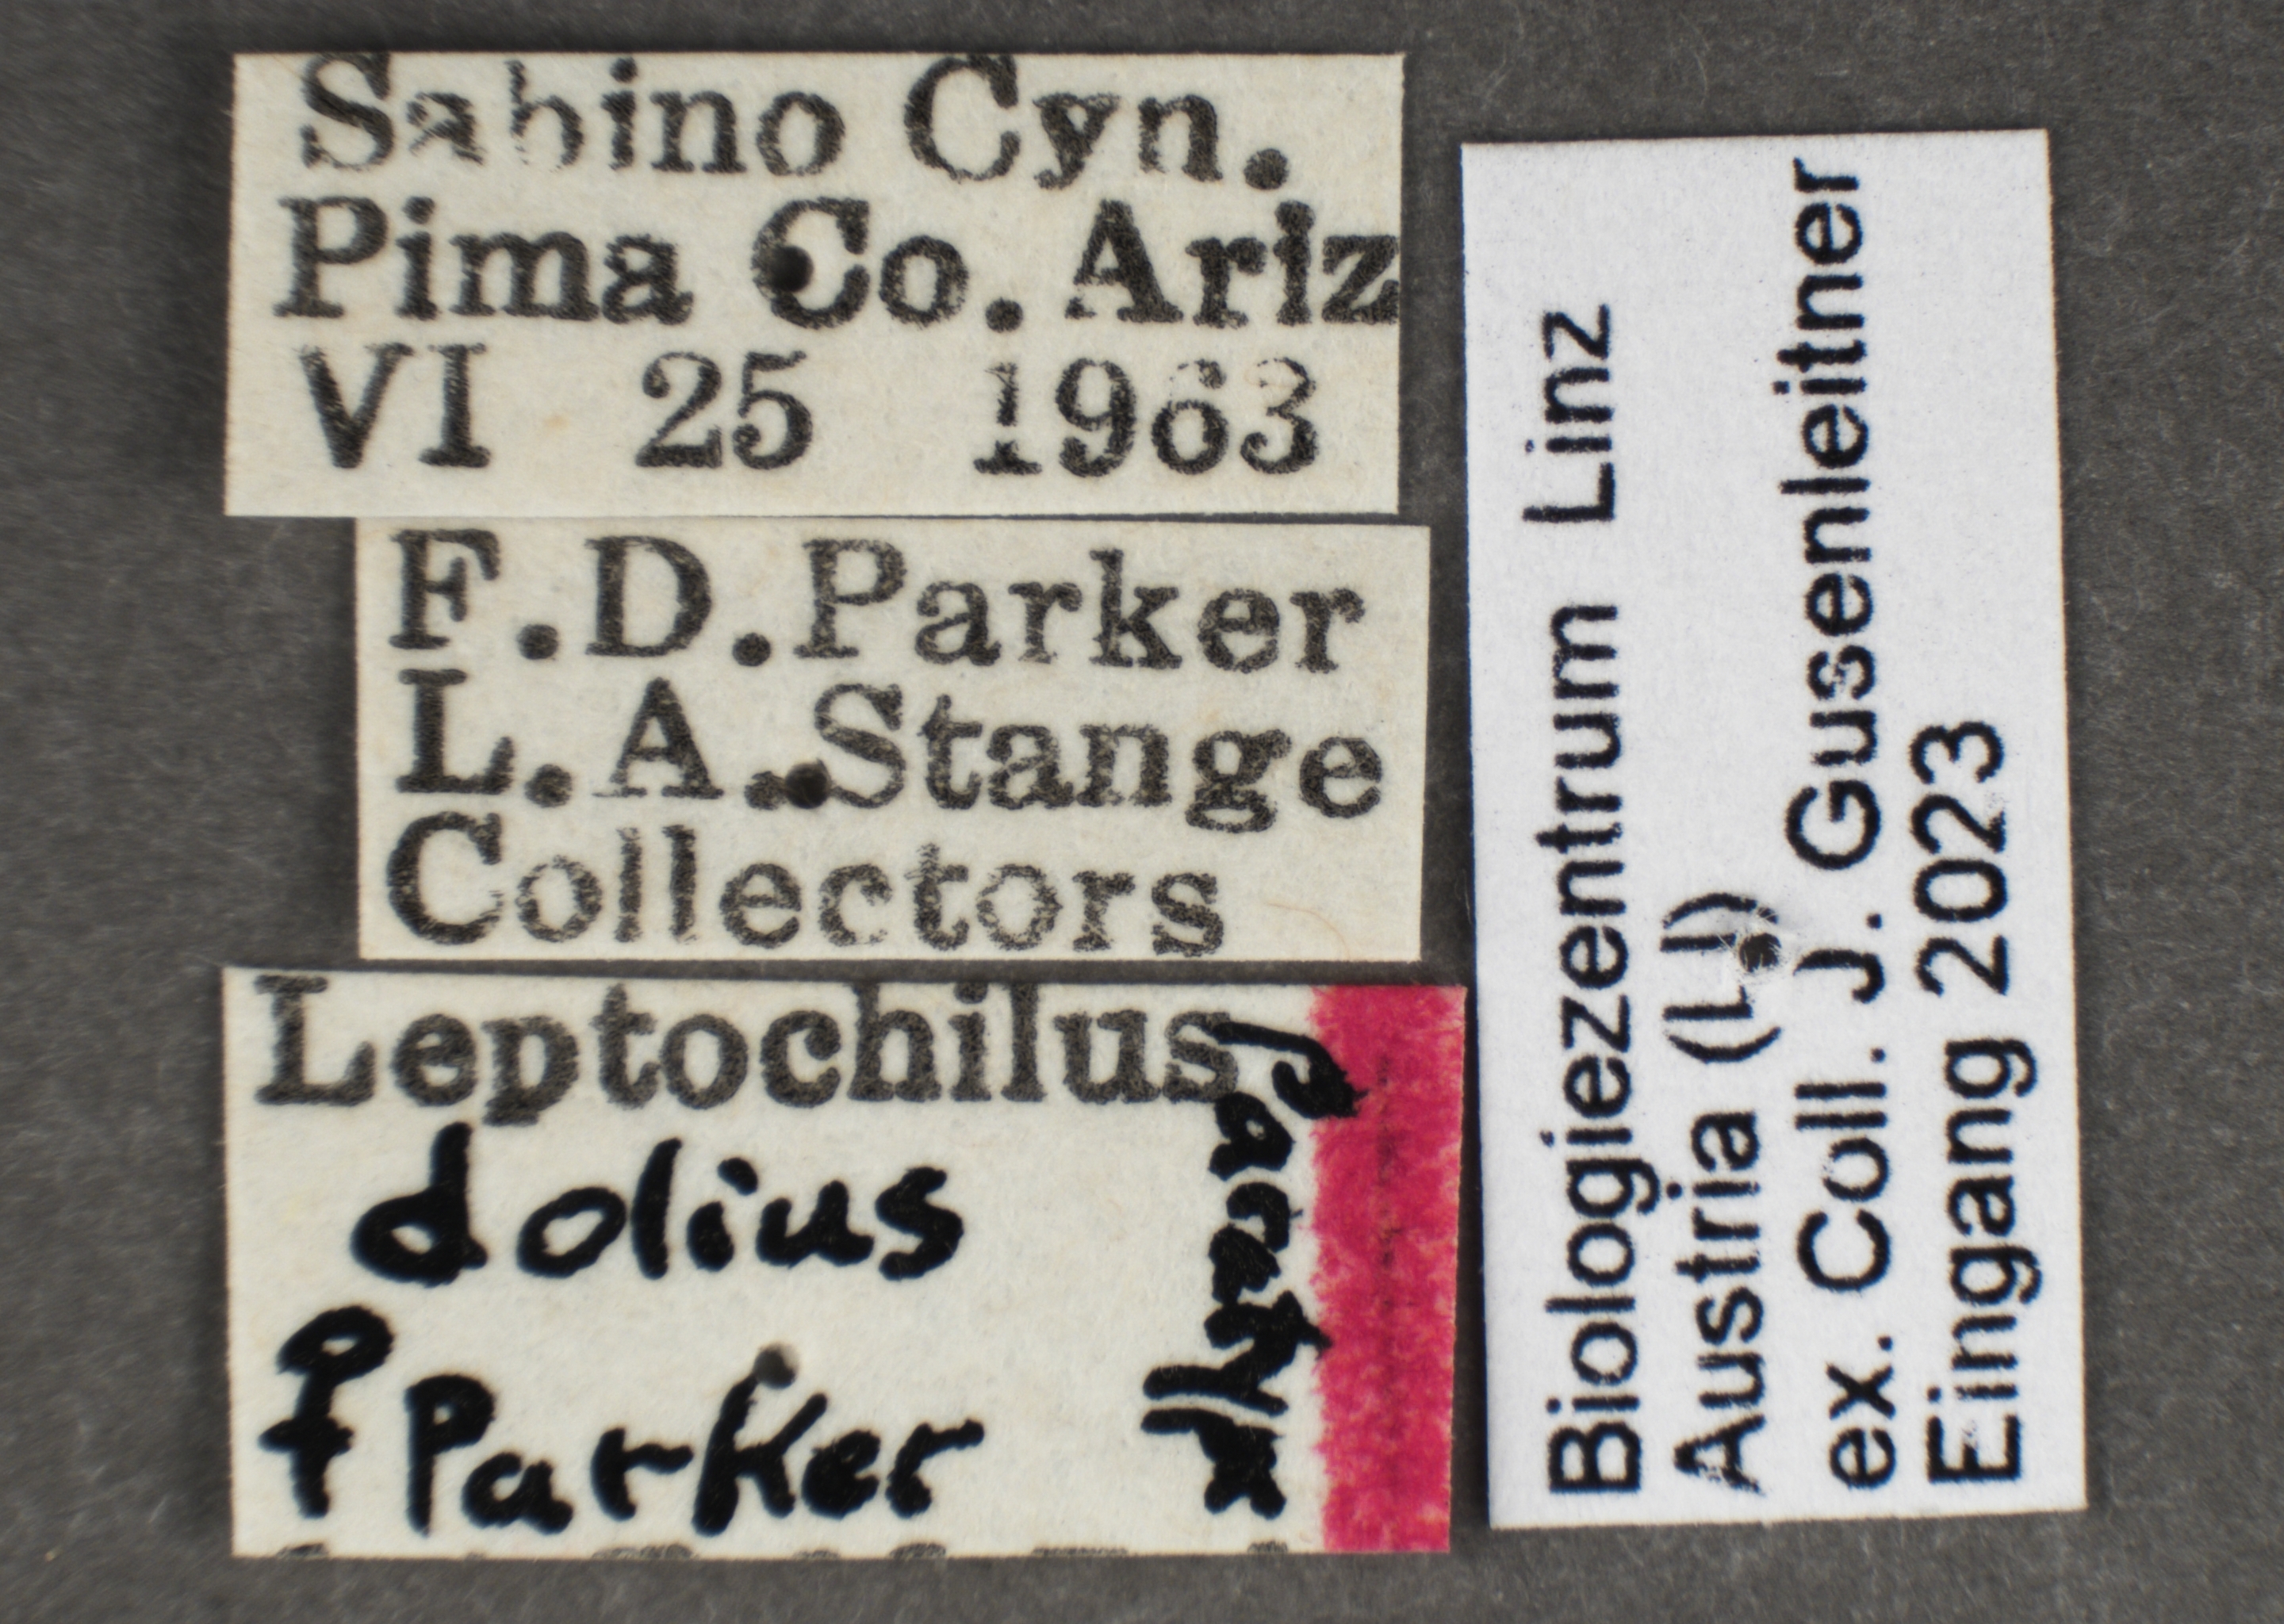 Sabino Cyn.
Pima Co. Ariz
VI 25 1963
F.D.Parker
L.A.Stange
Collectors
Leptochilus
dolius
♀ Parker
Paratype
Biologiezentrum Linz
Austria (LI)
ex. Coll. J. Gusenleitner
Eingang 2023